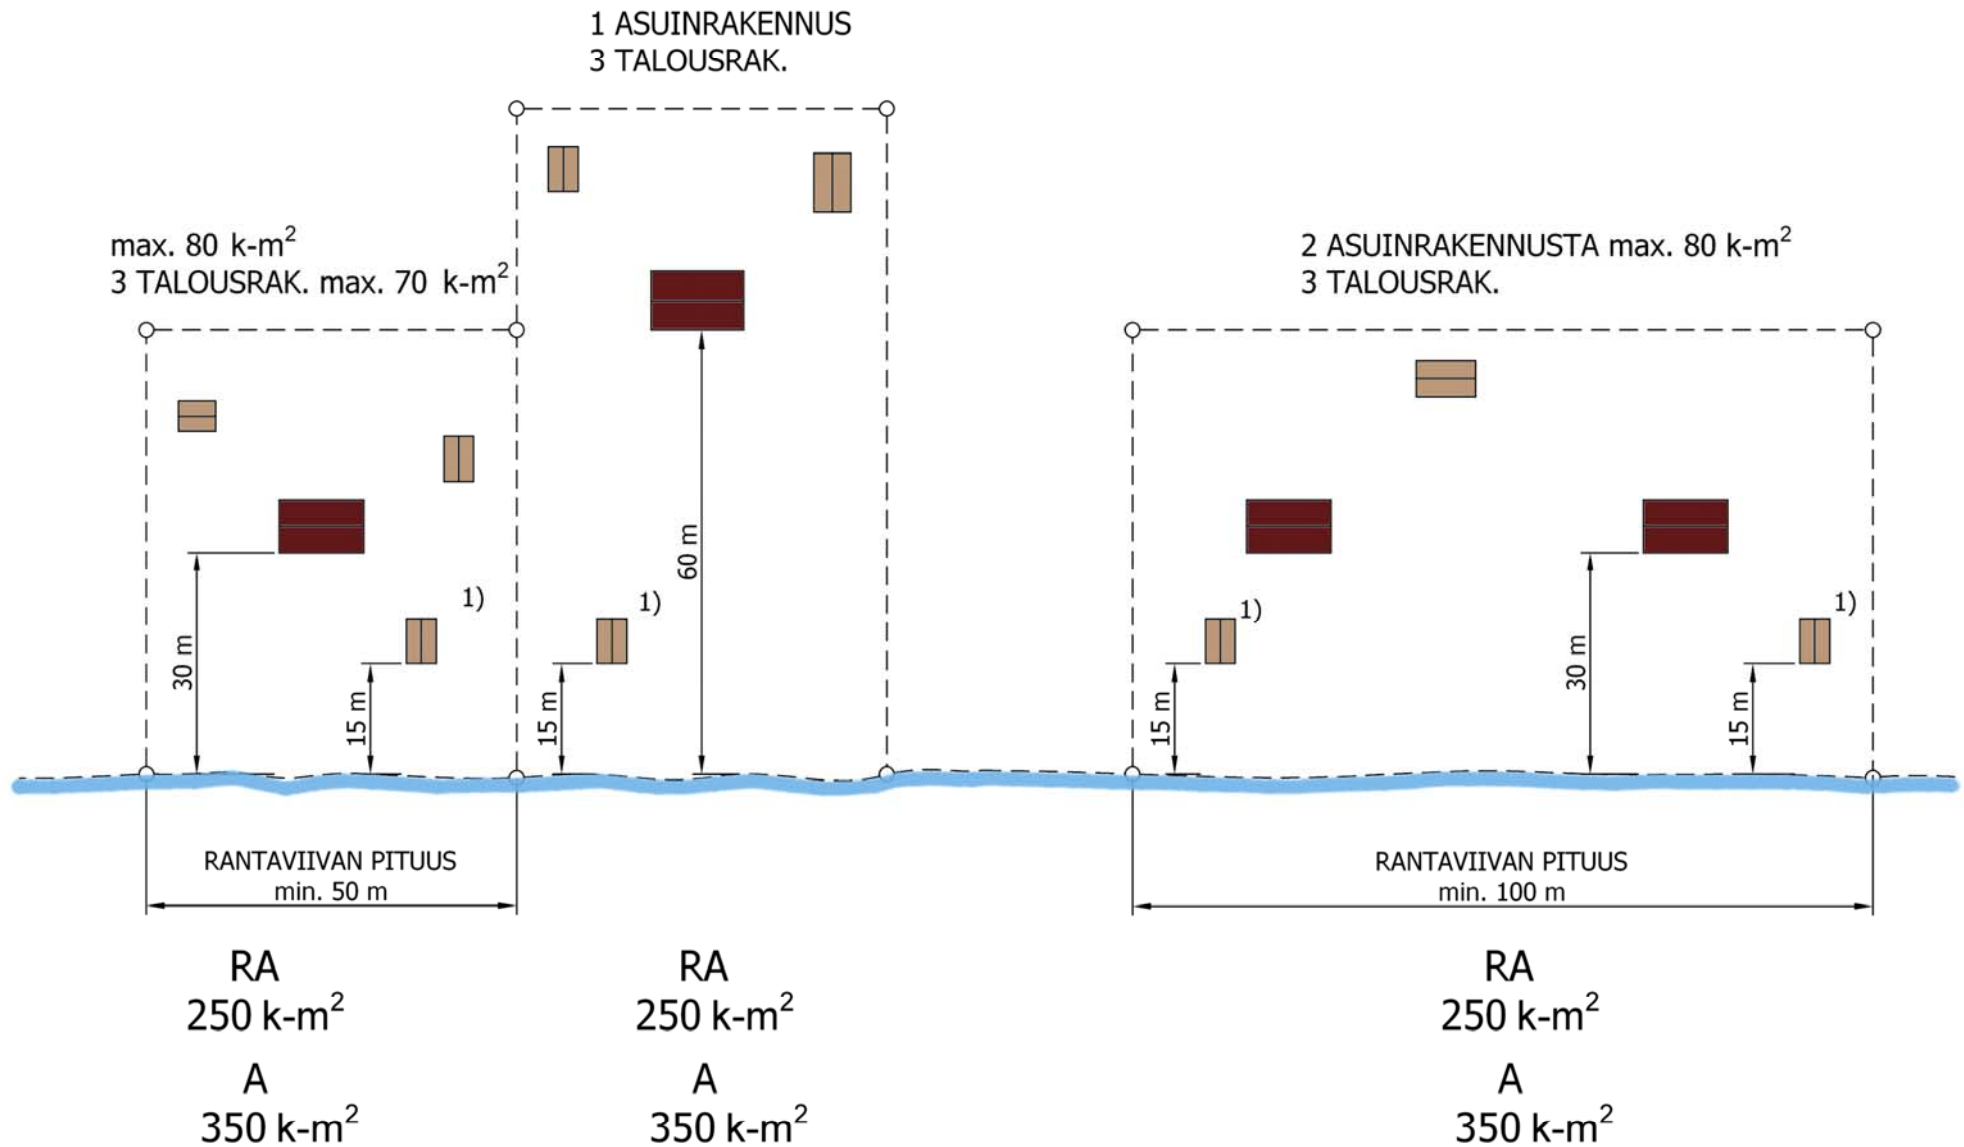 1 ASUINRAKENNUS
3 TALOUSRAK.
max. 80 k-m²
3 TALOUSRAK. max. 70 k-m²
2 ASUINRAKENNUSTA max. 80 k-m²
3 TALOUSRAK.
30 m
15 m
1)
15 m
1)
60 m
15 m
1)
30 m
15 m
1)
RANTAVIIVAN PITUUS
min. 50 m
RANTAVIIVAN PITUUS
min. 100 m
RA
250 k-m²
A
350 k-m²
RA
250 k-m²
A
350 k-m²
RA
250 k-m²
A
350 k-m²